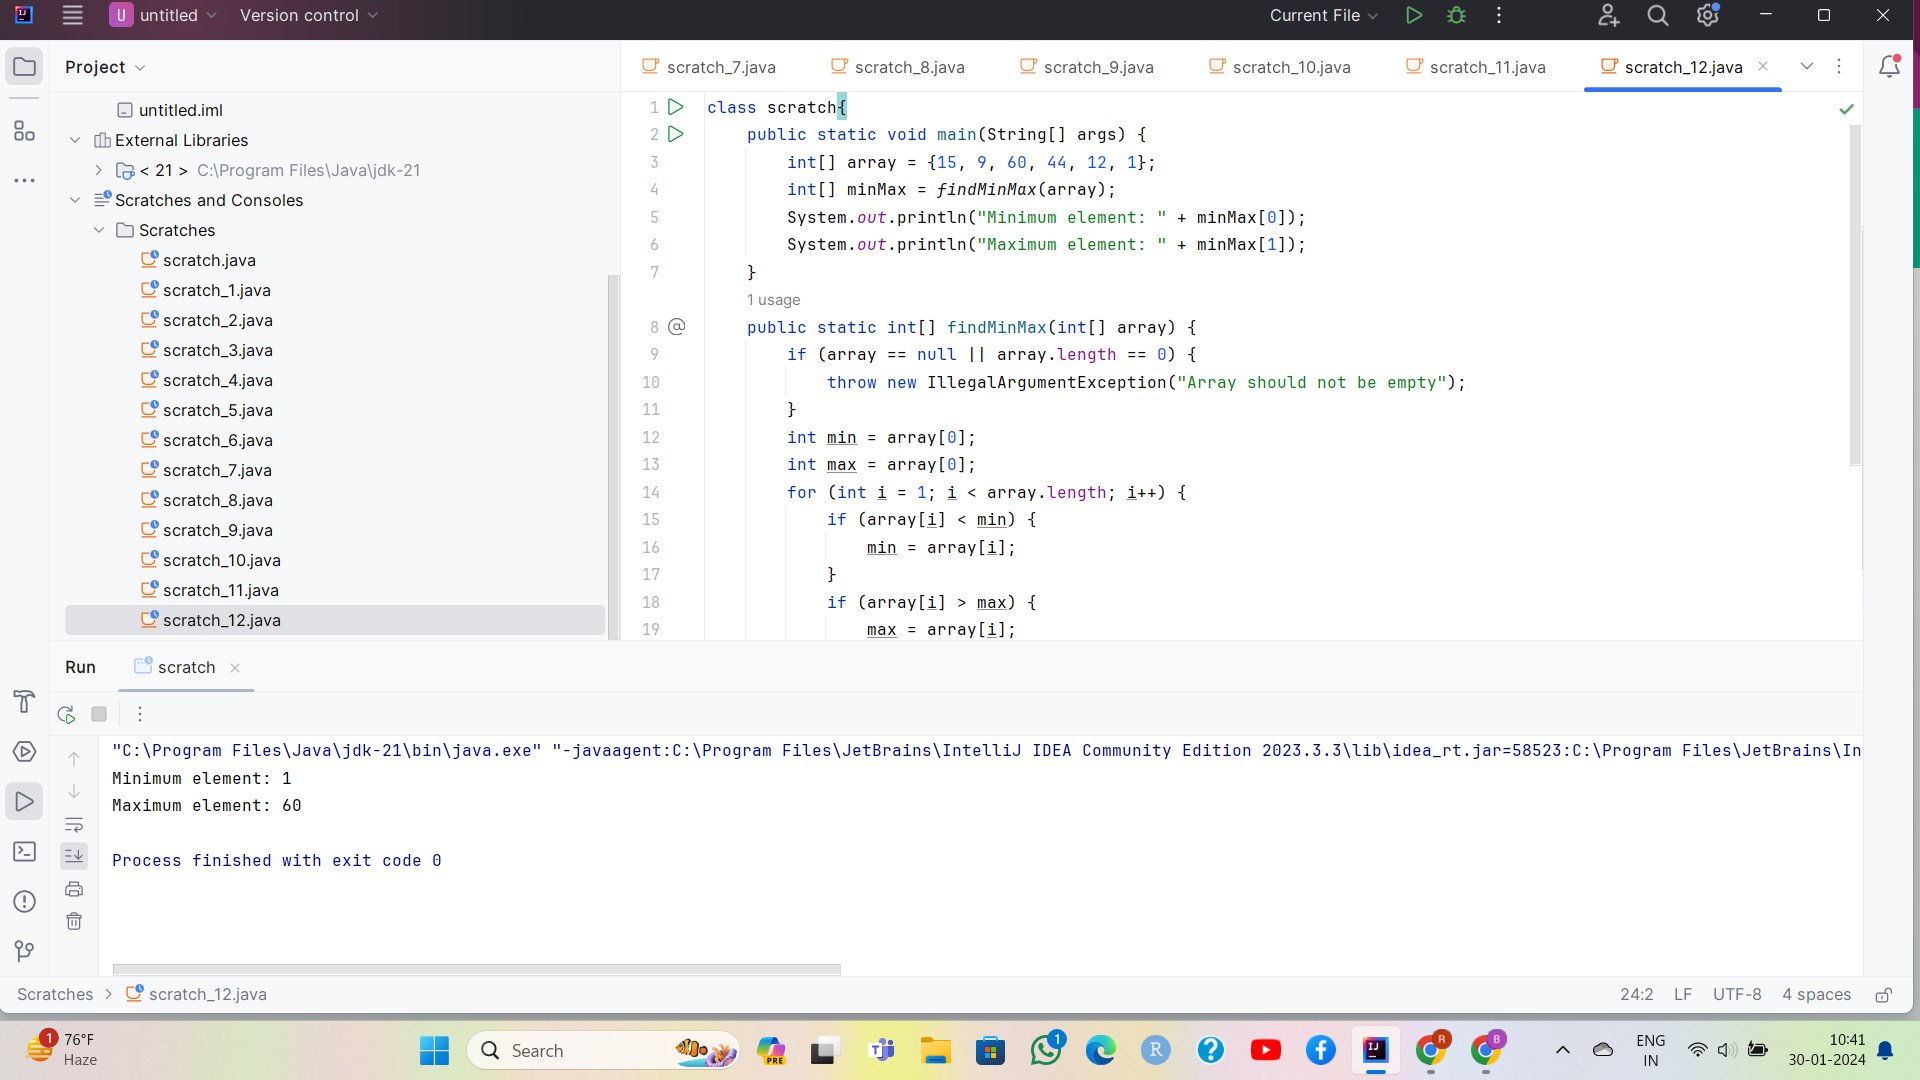 U untitled Version control Current File
Project
untitled.iml
External Libraries
< 21 > C:\Program Files\Java\jdk-21
Scratches and Consoles
Scratches
scratch.java
scratch_1.java
scratch_2.java
scratch_3.java
scratch_4.java
scratch_5.java
scratch_6.java
scratch_7.java
scratch_8.java
scratch_9.java
scratch_10.java
scratch_11.java
scratch_12.java
scratch_7.java scratch_8.java scratch_9.java scratch_10.java scratch_11.java scratch_12.java
1 class scratch{
2 public static void main(String[] args) {
3 int[] array = {15, 9, 60, 44, 12, 1};
4 int[] minMax = findMinMax(array);
5 System.out.println("Minimum element: " + minMax[0]);
6 System.out.println("Maximum element: " + minMax[1]);
7 }
1 usage
8 @ public static int[] findMinMax(int[] array) {
9 if (array == null || array.length == 0) {
10 throw new IllegalArgumentException("Array should not be empty");
11 }
12 int min = array[0];
13 int max = array[0];
14 for (int i = 1; i < array.length; i++) {
15 if (array[i] < min) {
16 min = array[i];
17 }
18 if (array[i] > max) {
19 max = array[i];
Run scratch
"C:\Program Files\Java\jdk-21\bin\java.exe" "-javaagent:C:\Program Files\JetBrains\IntelliJ IDEA Community Edition 2023.3.3\lib\idea_rt.jar=58523:C:\Program Files\JetBrains\In
Minimum element: 1
Maximum element: 60
Process finished with exit code 0
Scratches > scratch_12.java 24:2 LF UTF-8 4 spaces
1 76°F
Haze
Search
PRE
1
R
IJ
R
B
ENG
IN
10:41
30-01-2024